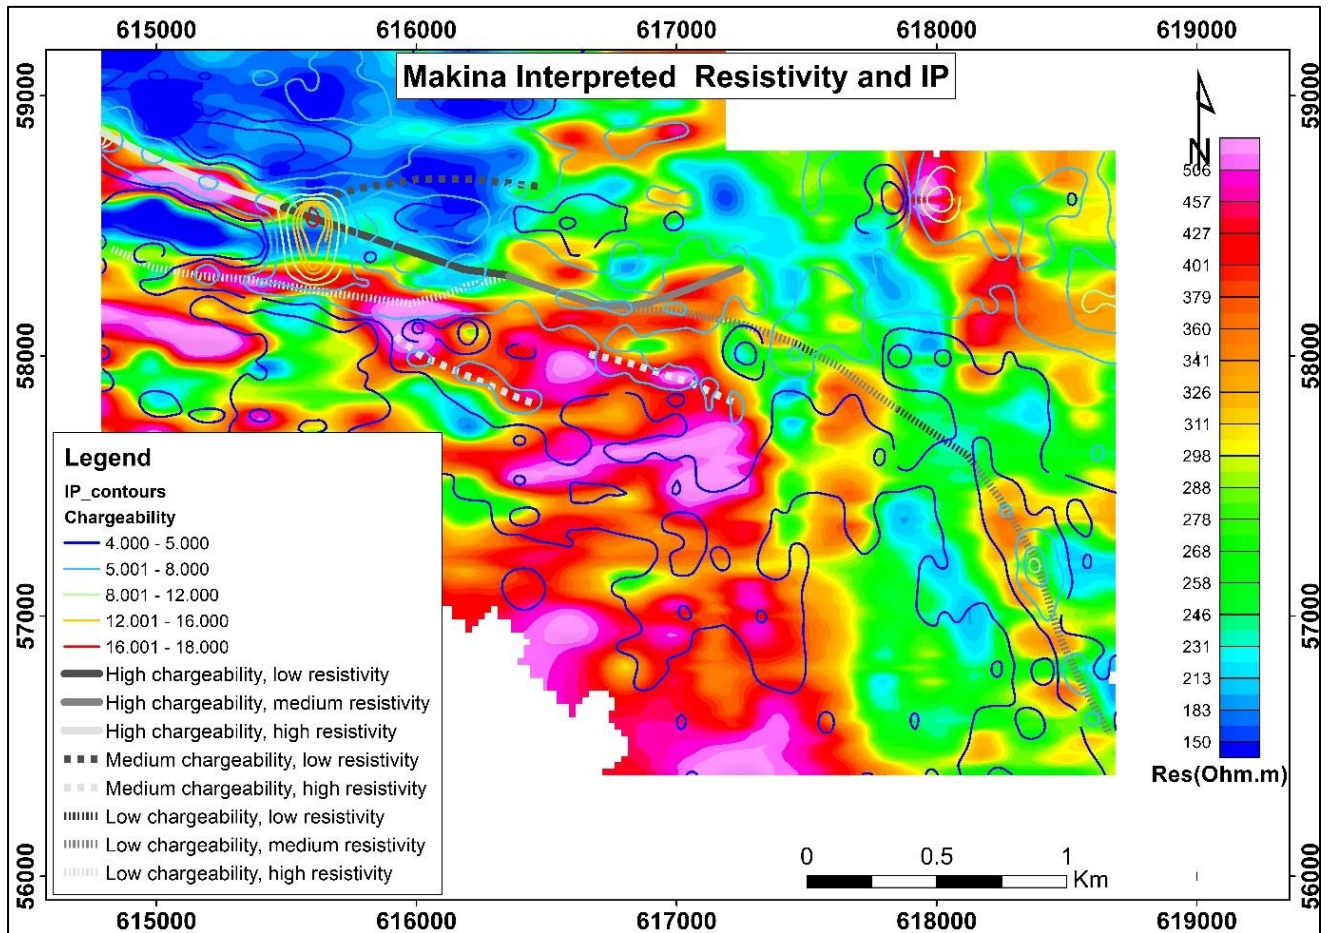 615000 616000 617000 618000 619000
Makina Interpreted Resistivity and IP
59000
58000
57000
56000
59000
58000
57000
56000
N
506
457
427
401
379
360
341
326
311
298
288
278
268
258
246
231
213
183
150
Res(Ohm.m)
Legend
IP_contours
Chargeability
4.000 - 5.000
5.001 - 8.000
8.001 - 12.000
12.001 - 16.000
16.001 - 18.000
High chargeability, low resistivity
High chargeability, medium resistivity
High chargeability, high resistivity
Medium chargeability, low resistivity
Medium chargeability, high resistivity
Low chargeability, low resistivity
Low chargeability, medium resistivity
Low chargeability, high resistivity
0 0.5 1
Km
615000 616000 617000 618000 619000